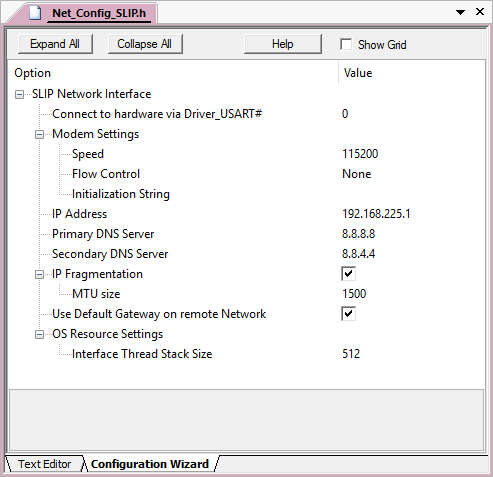 Net_Config_SLIP.h
Expand All Collapse All Help Show Grid
Option Value
SLIP Network Interface
Connect to hardware via Driver_USART# 0
Modem Settings
Speed 115200
Flow Control None
Initialization String
IP Address 192.168.225.1
Primary DNS Server 8.8.8.8
Secondary DNS Server 8.8.4.4
IP Fragmentation
MTU size 1500
Use Default Gateway on remote Network
OS Resource Settings
Interface Thread Stack Size 512
Text Editor Configuration Wizard